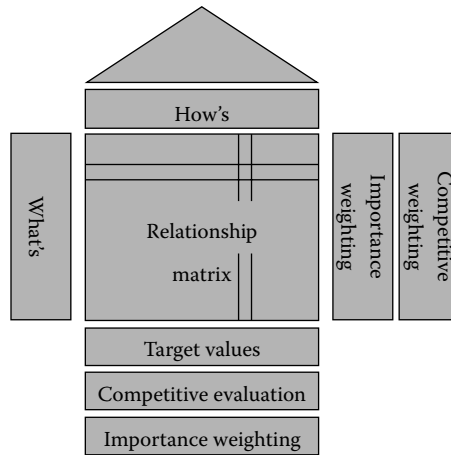 How's
What's
Relationship
matrix
Importance
weighting
Competitive
weighting
Target values
Competitive evaluation
Importance weighting